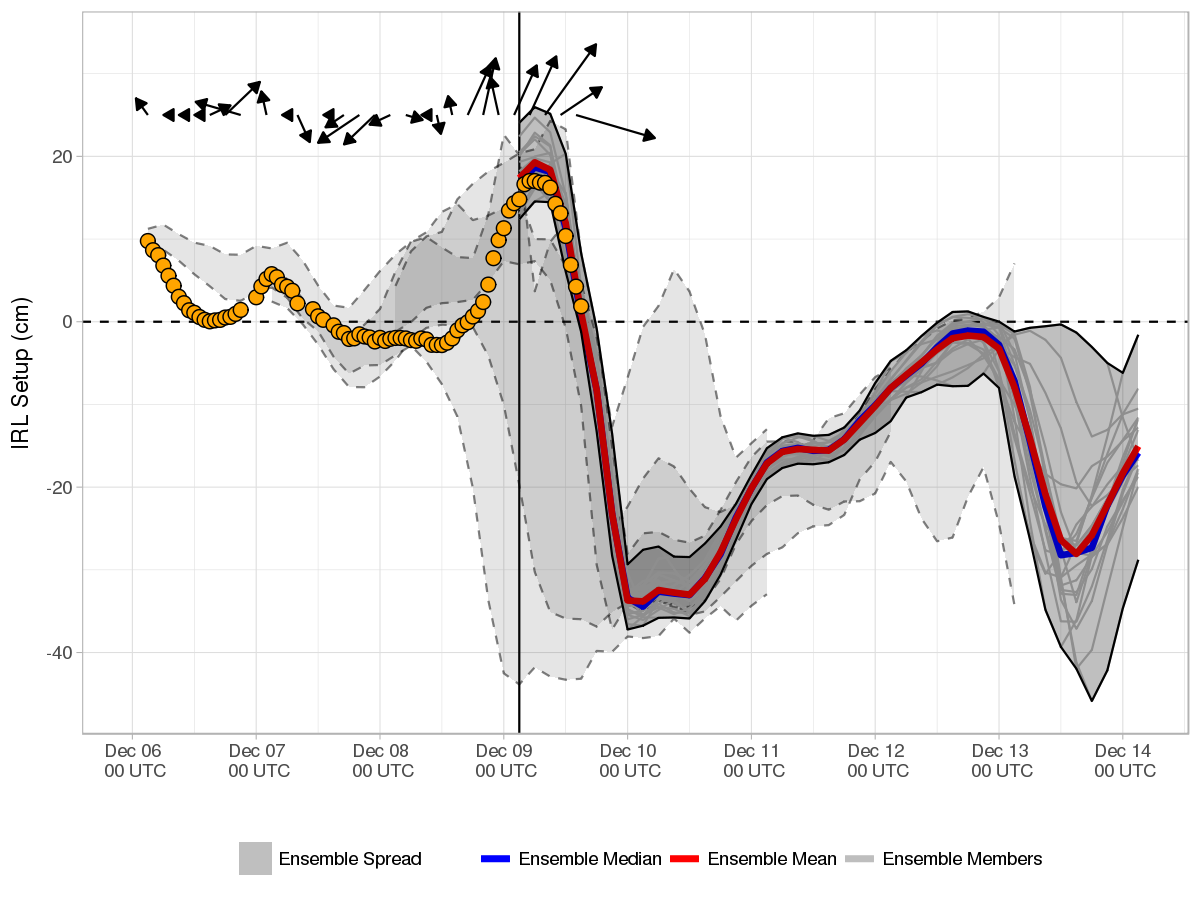 IRL Setup (cm)
20
0
-20
-40
Dec 06 Dec 07 Dec 08 Dec 09 Dec 10 Dec 11 Dec 12 Dec 13 Dec 14
00 UTC 00 UTC 00 UTC 00 UTC 00 UTC 00 UTC 00 UTC 00 UTC 00 UTC
Ensemble Spread Ensemble Median Ensemble Mean Ensemble Members